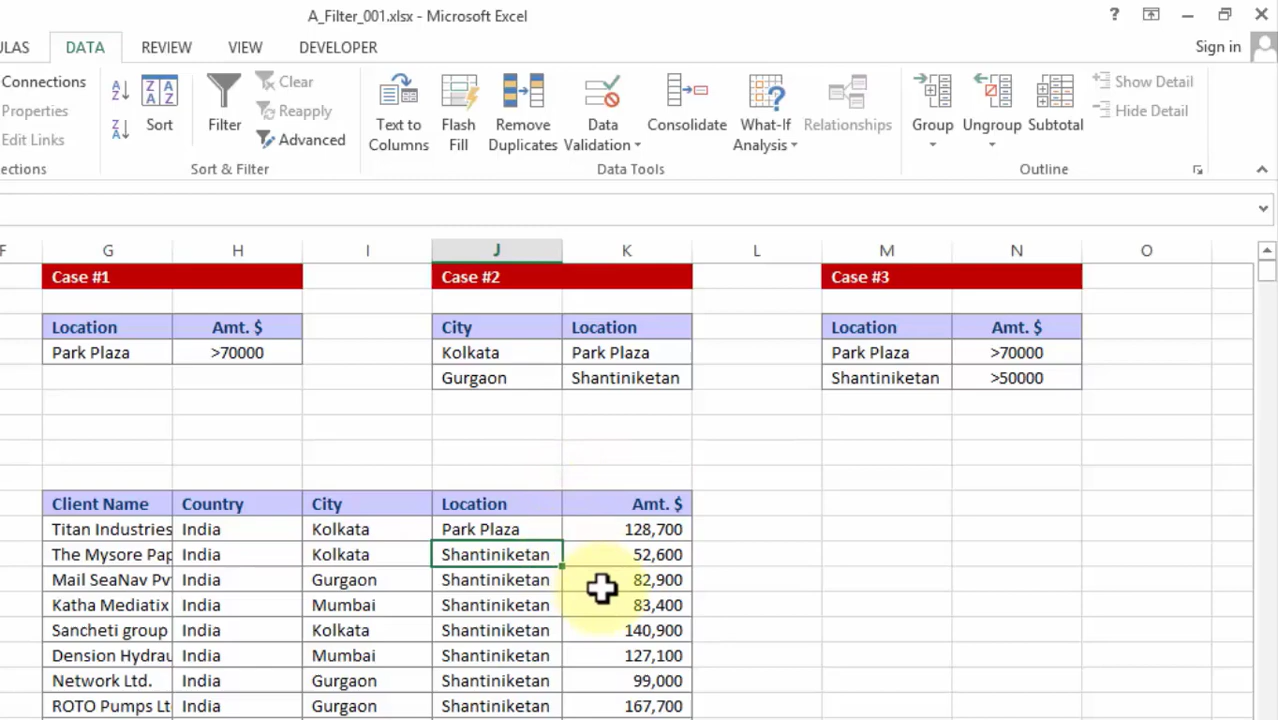 A_Filter_001.xlsx - Microsoft Excel
?
ULAS DATA REVIEW VIEW DEVELOPER Sign in
Connections
Properties
Edit Links
ections
A Z
Z A
Z A A Z
Sort
Filter
Clear
Reapply
Advanced
Sort & Filter
Text to Columns
Flash Fill
Remove Duplicates
Data Validation
Consolidate
What-If Analysis
Relationships
Data Tools
Group
Ungroup
Subtotal
Show Detail
Hide Detail
Outline
F G H I J K L M N O
Case #1 Case #2 Case #3
Location Amt. $ City Location Location Amt. $
Park Plaza >70000 Kolkata Park Plaza Park Plaza >70000
Gurgaon Shantiniketan Shantiniketan >50000
Client Name Country City Location Amt. $
Titan Industries India Kolkata Park Plaza 128,700
The Mysore Pap India Kolkata Shantiniketan 52,600
Mail SeaNav Pv India Gurgaon Shantiniketan 82,900
Katha Mediatix India Mumbai Shantiniketan 83,400
Sancheti group India Kolkata Shantiniketan 140,900
Dension Hydrau India Mumbai Shantiniketan 127,100
Network Ltd. India Gurgaon Shantiniketan 99,000
ROTO Pumps Lt India Gurgaon Shantiniketan 167,700